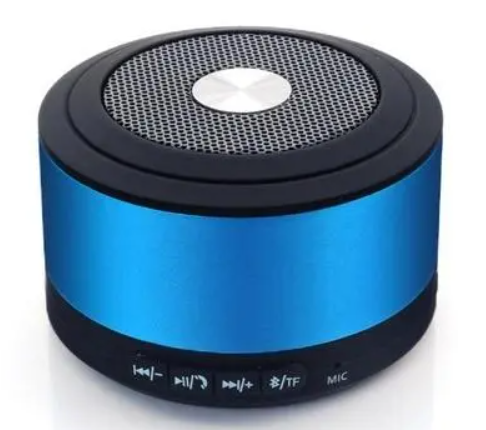 ⏮/- ⏯/📞 ⏭/+ ᛒ/TF MIC